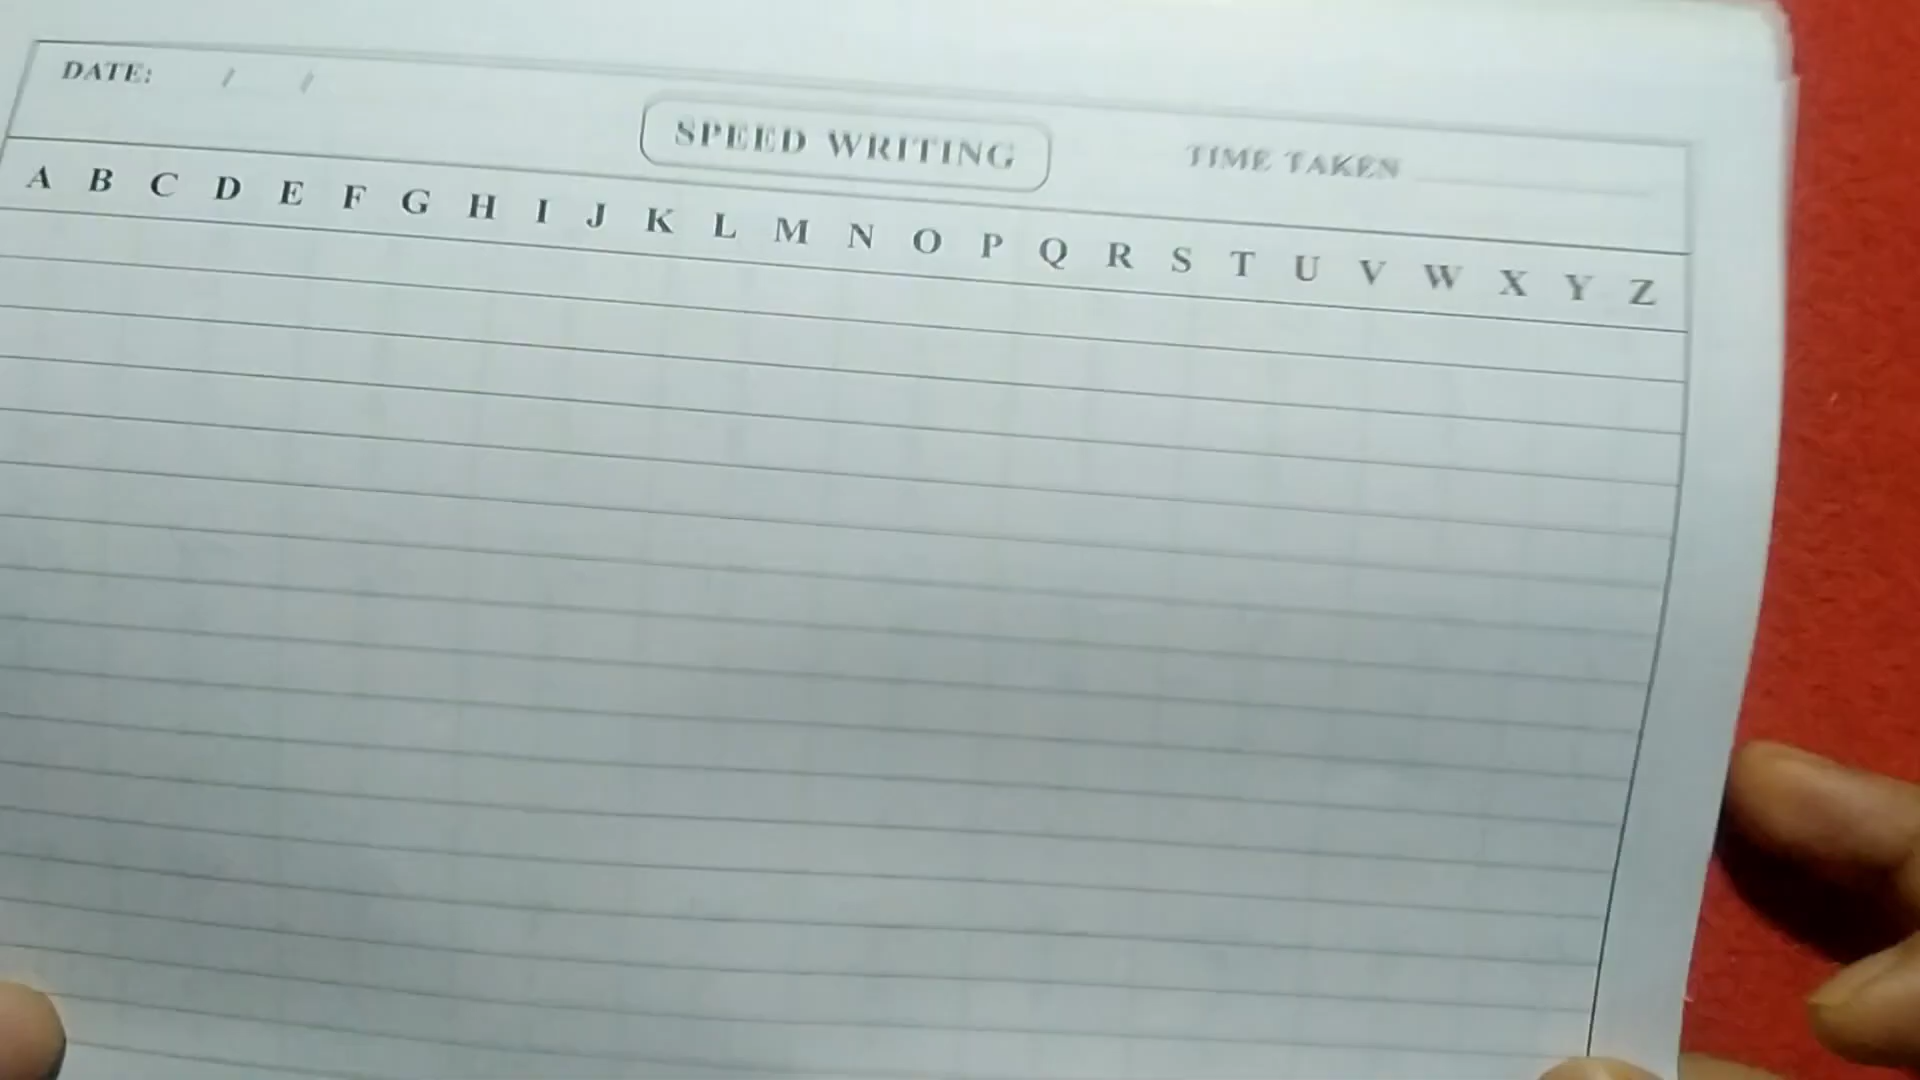 DATE: / /
SPEED WRITING
TIME TAKEN
A B C D E F G H I J K L M N O P Q R S T U V W X Y Z